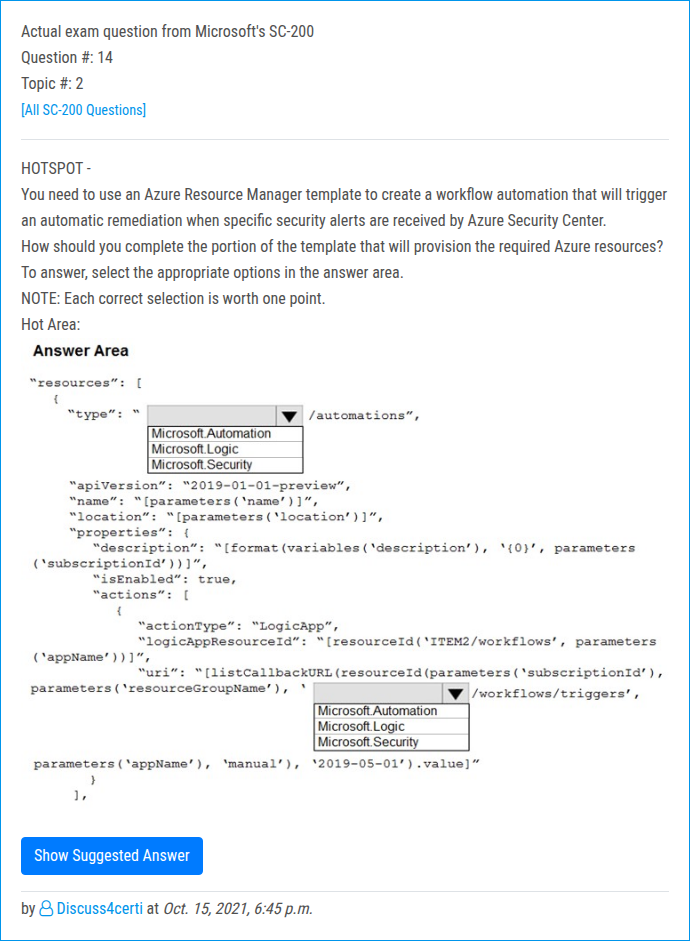 Actual exam question from Microsoft's SC-200
Question #: 14
Topic #: 2
[All SC-200 Questions]
HOTSPOT -
You need to use an Azure Resource Manager template to create a workflow automation that will trigger
an automatic remediation when specific security alerts are received by Azure Security Center.
How should you complete the portion of the template that will provision the required Azure resources?
To answer, select the appropriate options in the answer area.
NOTE: Each correct selection is worth one point.
Hot Area:
Answer Area
“resources”: [
{
“type”: “ /automations”,
Microsoft.Automation
Microsoft.Logic
Microsoft.Security
“apiVersion”: “2019-01-01-preview”,
“name”: “[parameters(‘name’)]”,
“location”: “[parameters(‘location’)]”,
“properties”: {
“description”: “[format(variables(‘description’), ‘{0}’, parameters
(‘subscriptionId’))]”,
“isEnabled”: true,
“actions”: [
{
“actionType”: “LogicApp”,
“logicAppResourceId”: “[resourceId(‘ITEM2/workflows’, parameters
(‘appName’))]”,
“uri”: “[listCallbackURL(resourceId(parameters(‘subscriptionId’),
parameters(‘resourceGroupName’), ‘ /workflows/triggers’,
Microsoft.Automation
Microsoft.Logic
Microsoft.Security
parameters(‘appName’), ‘manual’), ‘2019-05-01’).value]”
}
],
Show Suggested Answer
by Discuss4certi at Oct. 15, 2021, 6:45 p.m.